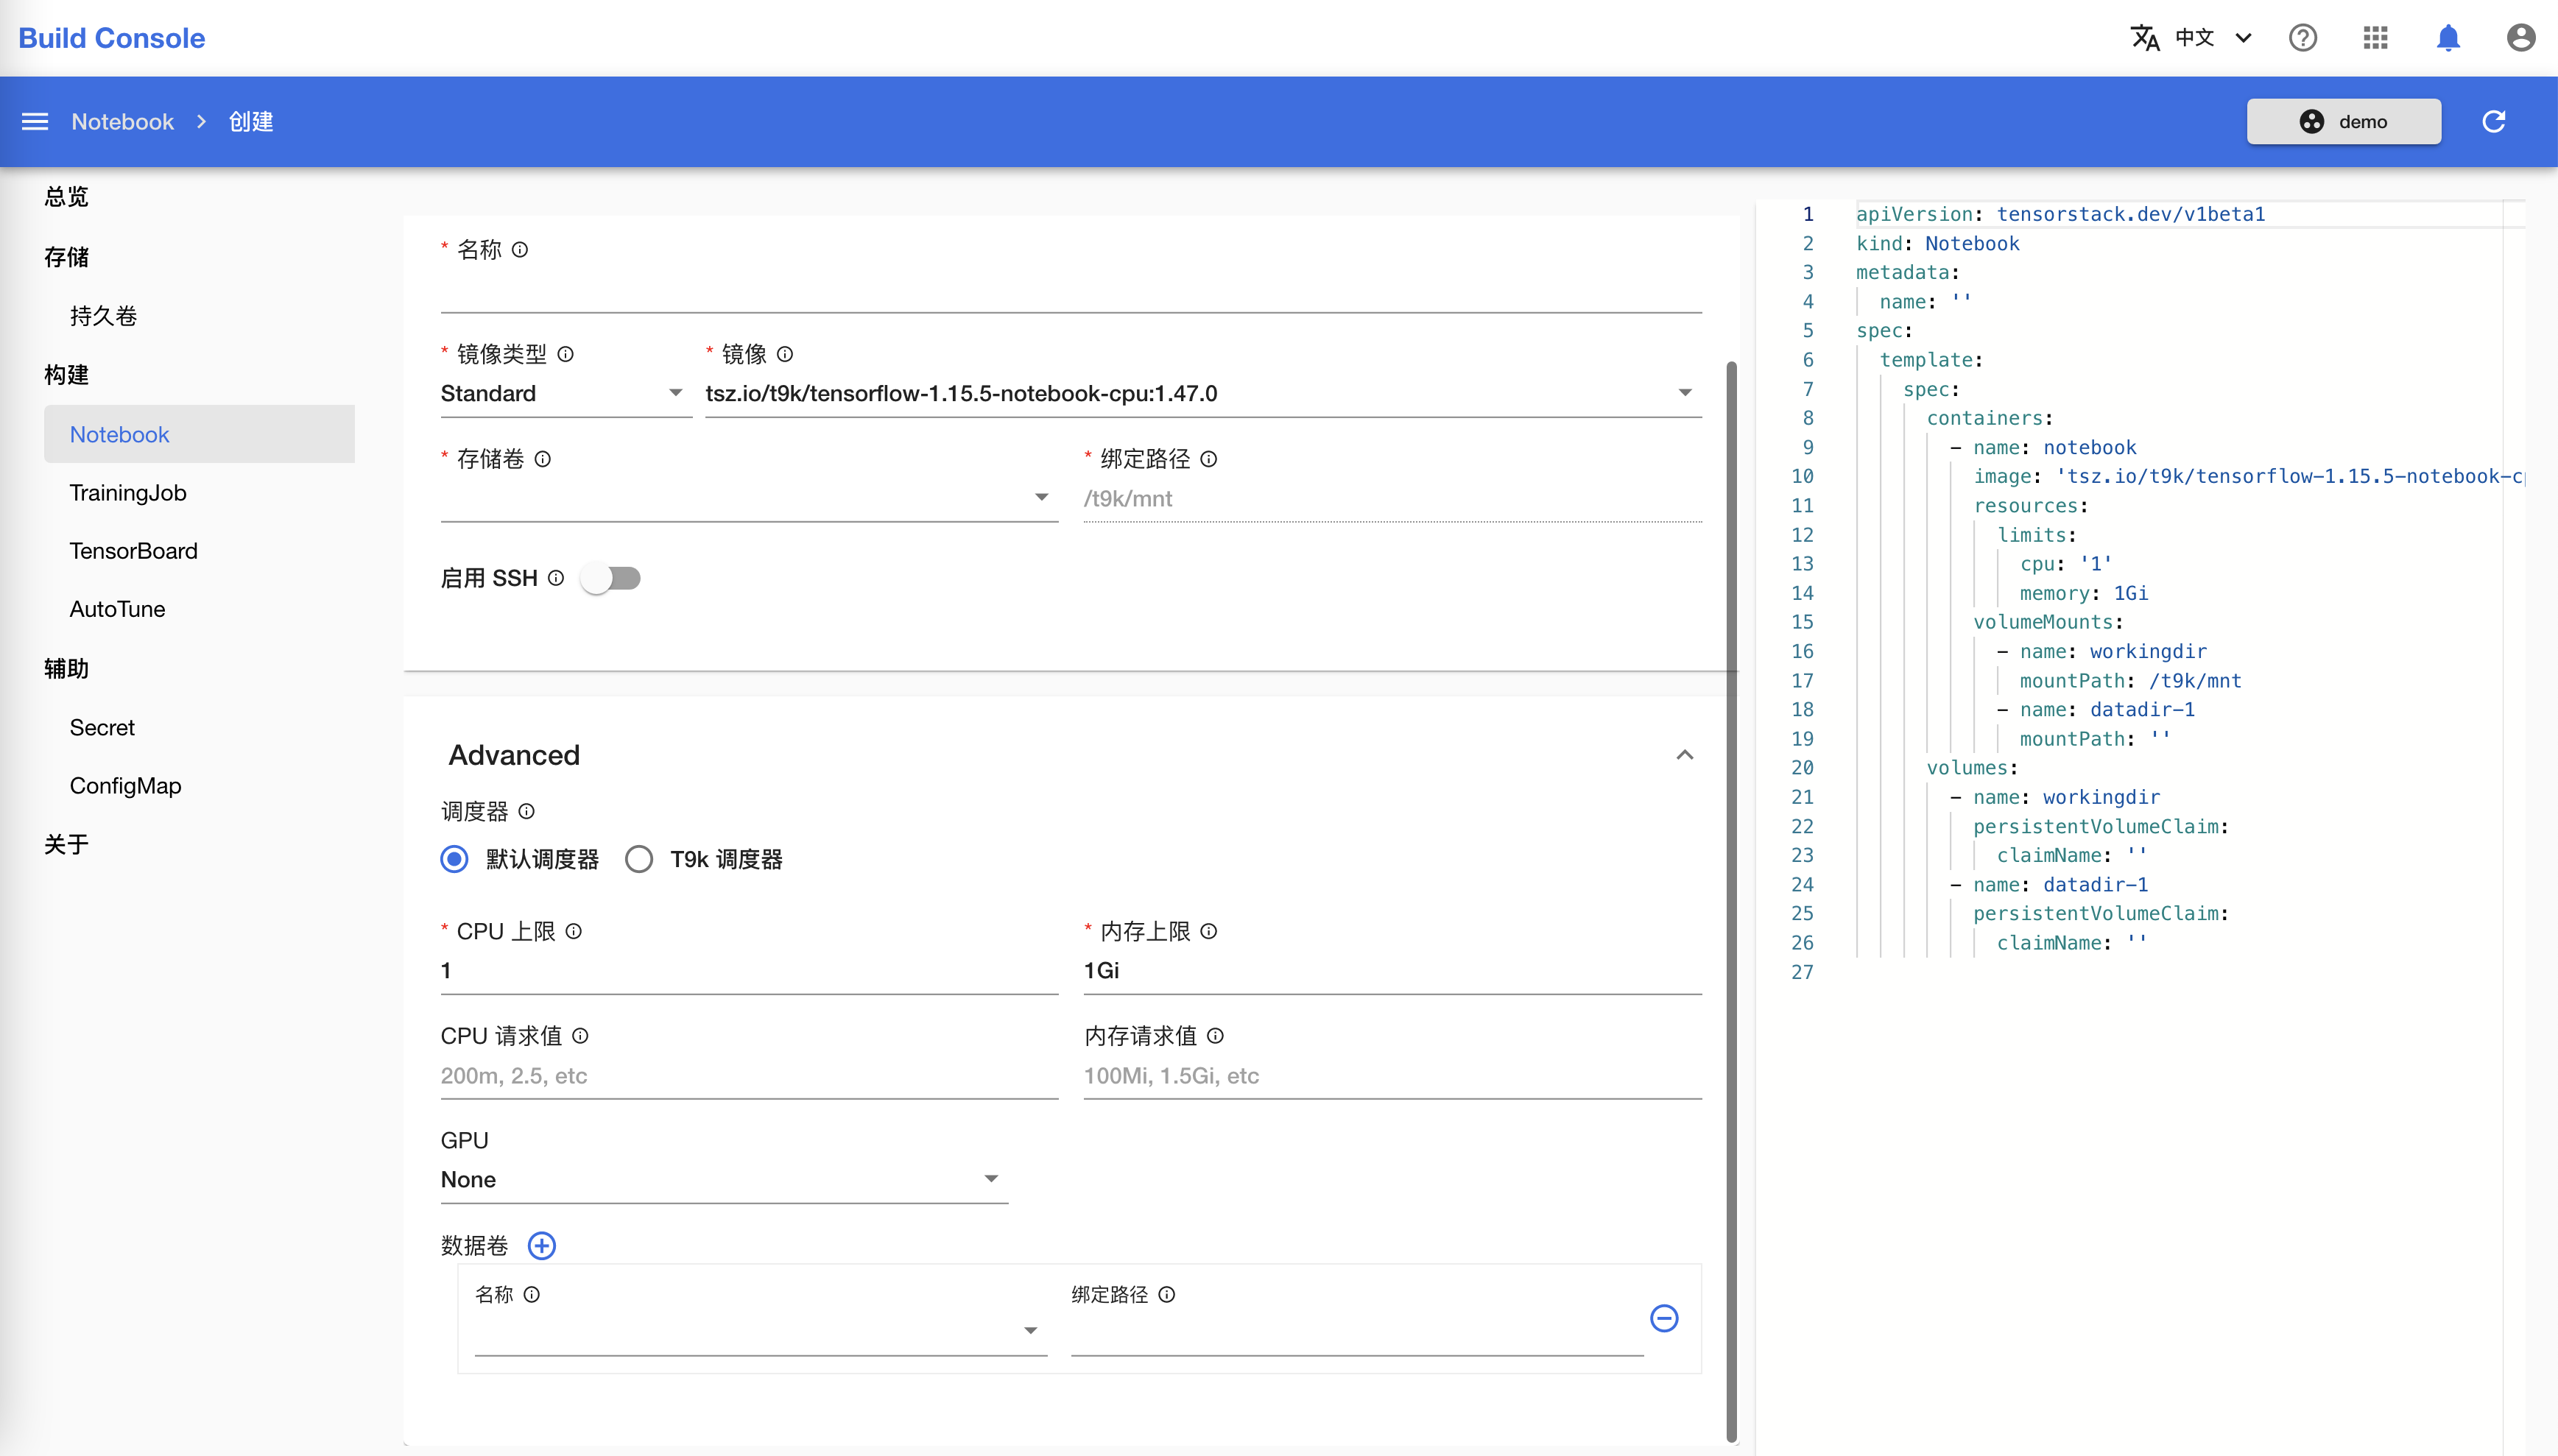 Build Console
中文
Notebook > 创建
demo
总览
存储
持久卷
构建
Notebook
TrainingJob
TensorBoard
AutoTune
辅助
Secret
ConfigMap
关于
* 名称
* 镜像类型
* 镜像
Standard
tsz.io/t9k/tensorflow-1.15.5-notebook-cpu:1.47.0
* 存储卷
* 绑定路径
/t9k/mnt
启用 SSH
Advanced
调度器
默认调度器
T9k 调度器
* CPU 上限
* 内存上限
1
1Gi
CPU 请求值
内存请求值
200m, 2.5, etc
100Mi, 1.5Gi, etc
GPU
None
数据卷
名称
绑定路径
1 apiVersion: tensorstack.dev/v1beta1
2 kind: Notebook
3 metadata:
4 name: ''
5 spec:
6 template:
7 spec:
8 containers:
9 - name: notebook
10 image: 'tsz.io/t9k/tensorflow-1.15.5-notebook-c
11 resources:
12 limits:
13 cpu: '1'
14 memory: 1Gi
15 volumeMounts:
16 - name: workingdir
17 mountPath: /t9k/mnt
18 - name: datadir-1
19 mountPath: ''
20 volumes:
21 - name: workingdir
22 persistentVolumeClaim:
23 claimName: ''
24 - name: datadir-1
25 persistentVolumeClaim:
26 claimName: ''
27